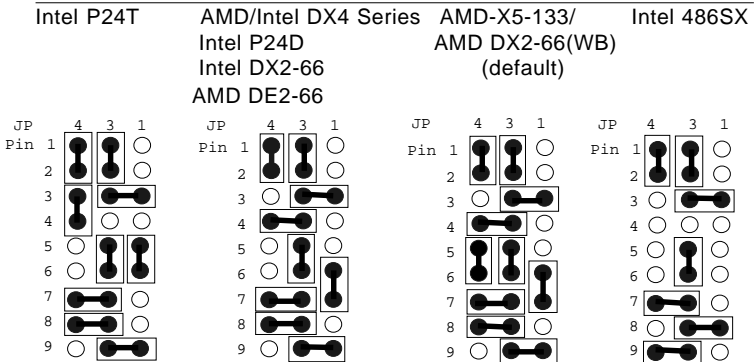 Intel P24T AMD/Intel DX4 Series AMD-X5-133/ Intel 486SX
Intel P24D AMD DX2-66(WB)
Intel DX2-66 (default)
AMD DE2-66
JP 4 3 1 JP 4 3 1 JP 4 3 1 JP 4 3 1
Pin 1 Pin 1 Pin 1 Pin 1
2 2 2 2
3 3 3 3
4 4 4 4
5 5 5 5
6 6 6 6
7 7 7 7
8 8 8 8
9 9 9 9